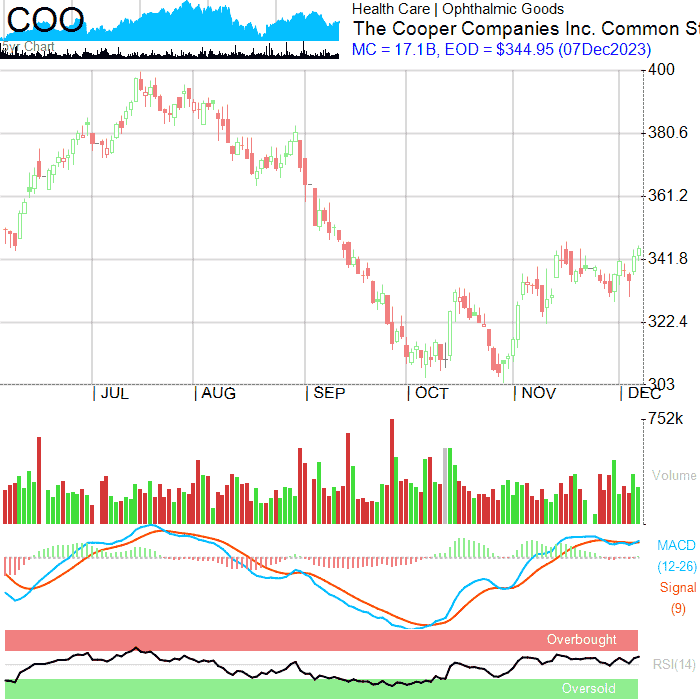 COO
5yr Chart
Health Care | Ophthalmic Goods
The Cooper Companies Inc. Common St
MC = 17.1B, EOD = $344.95 (07Dec2023)
400
380.6
361.2
341.8
322.4
303
JUL
AUG
SEP
OCT
NOV
DEC
752k
Volume
MACD
(12-26)
Signal
(9)
Overbought
RSI(14)
Oversold